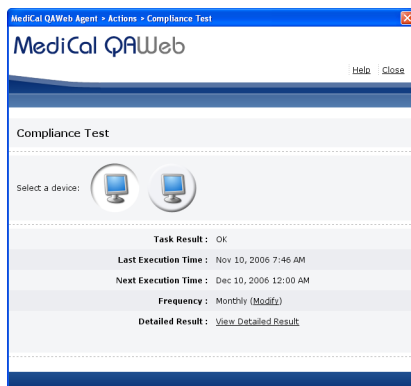 MediCal QAWeb Agent > Actions > Compliance Test
MediCal QAWeb
Help Close
Compliance Test
Select a device:
Task Result : OK
Last Execution Time : Nov 10, 2006 7:46 AM
Next Execution Time : Dec 10, 2006 12:00 AM
Frequency : Monthly (Modify)
Detailed Result : View Detailed Result